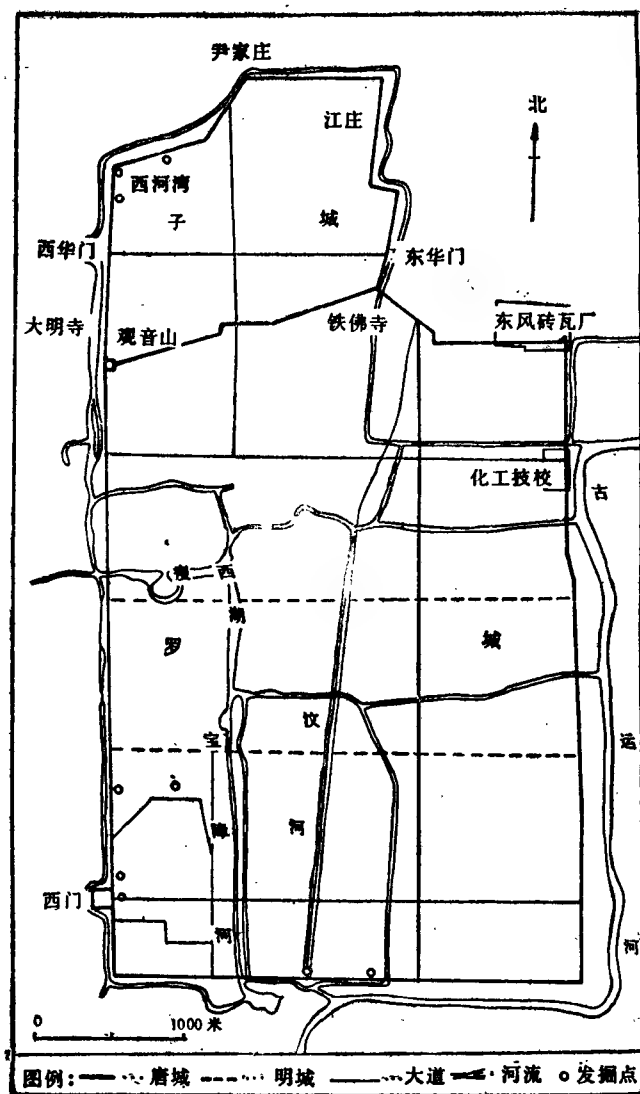 尹家庄
江庄
北
西河湾
子
城
西华门
东华门
大明寺
观音山
铁佛寺
东风砖瓦厂
化工技校
古
瘦西
湖
罗
城
汶
宝
运
障
河
西门
河
河
0
1000米
图例:
唐城
明城
大道
河流
发掘点